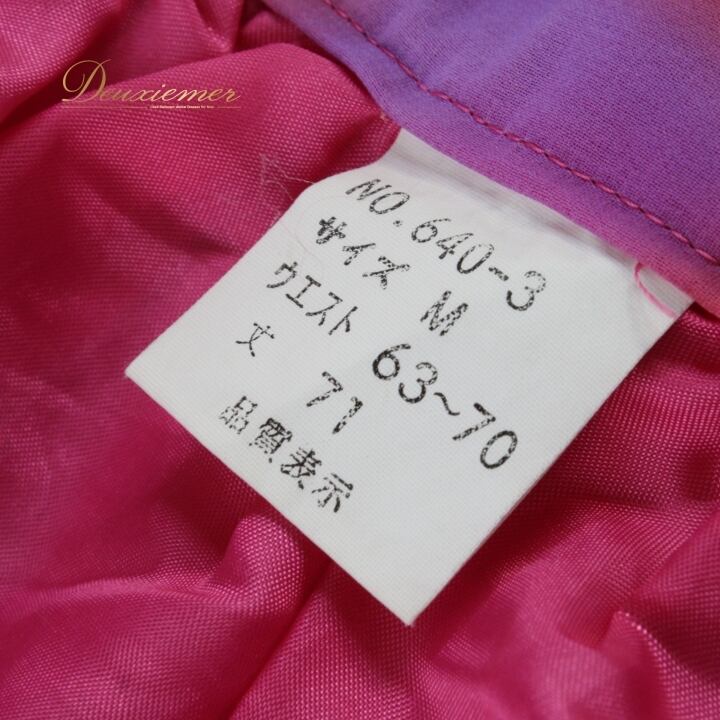 Deuxiemer
NO.640-3
サイズ M
ウエスト 63~70
丈 71
品質表示